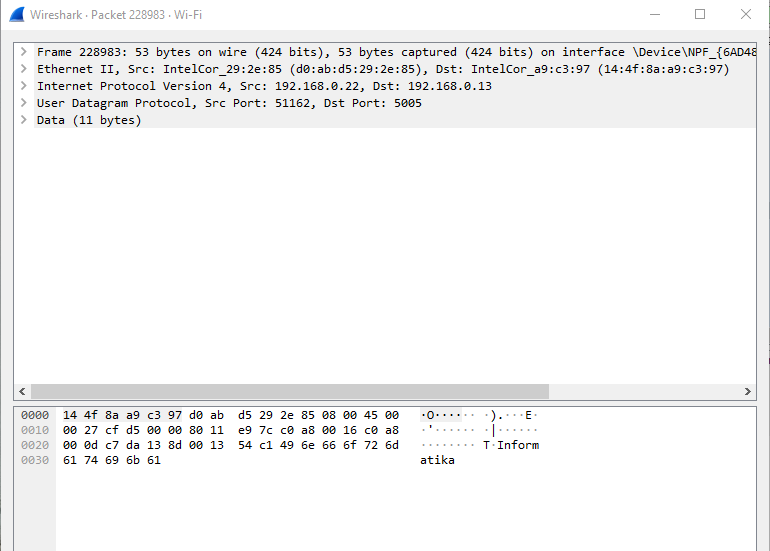 Wireshark · Packet 228983 · Wi-Fi
Frame 228983: 53 bytes on wire (424 bits), 53 bytes captured (424 bits) on interface \Device\NPF_{6AD48
Ethernet II, Src: IntelCor_29:2e:85 (d0:ab:d5:29:2e:85), Dst: IntelCor_a9:c3:97 (14:4f:8a:a9:c3:97)
Internet Protocol Version 4, Src: 192.168.0.22, Dst: 192.168.0.13
User Datagram Protocol, Src Port: 51162, Dst Port: 5005
Data (11 bytes)
0000 14 4f 8a a9 c3 97 d0 ab d5 29 2e 85 08 00 45 00 ·O······ ·).···E·
0010 00 27 cf d5 00 00 80 11 e9 7c c0 a8 00 16 c0 a8 ·'······ ·|······
0020 00 0d c7 da 13 8d 00 13 54 c1 49 6e 66 6f 72 6d ········ T·Inform
0030 61 74 69 6b 61 atika